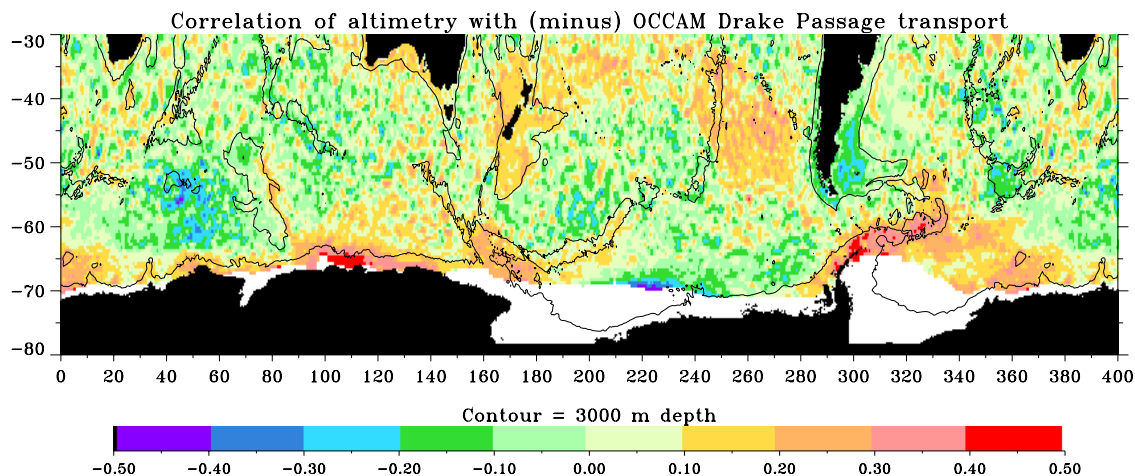 Correlation of altimetry with (minus) OCCAM Drake Passage transport
-30
-40
-50
-60
-70
-80
0 20 40 60 80 100 120 140 160 180 200 220 240 260 280 300 320 340 360 380 400
Contour = 3000 m depth
-0.50 -0.40 -0.30 -0.20 -0.10 0.00 0.10 0.20 0.30 0.40 0.50